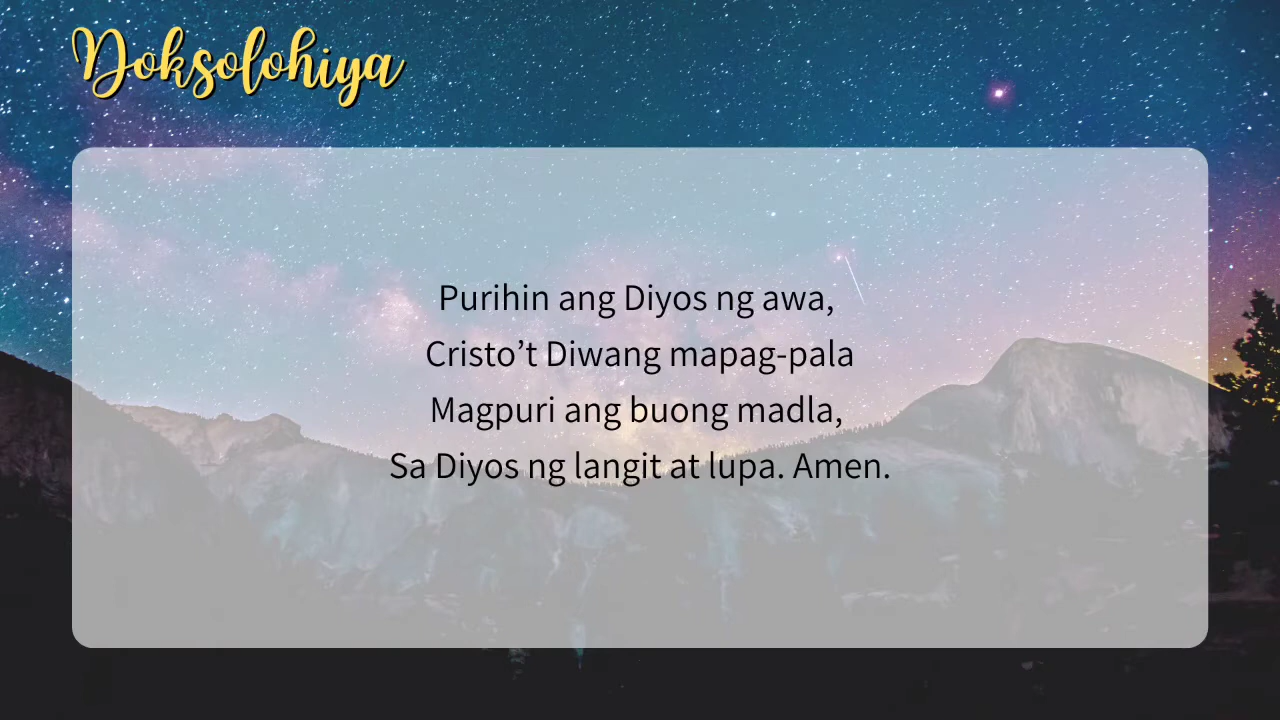 Doksolohiya
Purihin ang Diyos ng awa,
Cristo’t Diwang mapag-pala
Magpuri ang buong madla,
Sa Diyos ng langit at lupa. Amen.